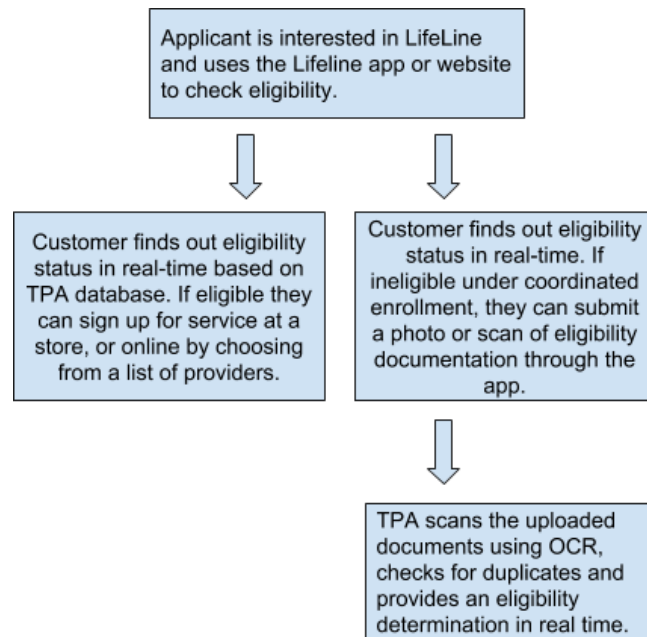 Applicant is interested in LifeLine
and uses the Lifeline app or website
to check eligibility.
Customer finds out eligibility
status in real-time based on
TPA database. If eligible they
can sign up for service at a
store, or online by choosing
from a list of providers.
Customer finds out eligibility
status in real-time. If
ineligible under coordinated
enrollment, they can submit
a photo or scan of eligibility
documentation through the
app.
TPA scans the uploaded
documents using OCR,
checks for duplicates and
provides an eligibility
determination in real time.